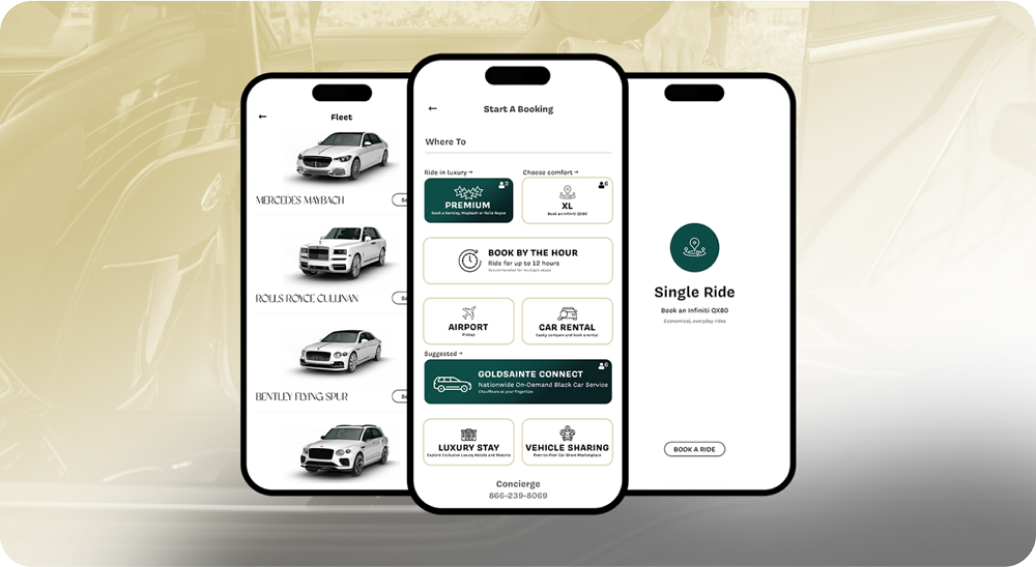 Fleet
MERCEDES MAYBACH
ROLLS ROYCE CULLINAN
BENTLEY FLYING SPUR
Start A Booking
Where To
Ride in luxury
Choose comfort
PREMIUM
Book a Bentley, Maybach or Rolls Royce
XL
Book an Infiniti QX80
6
BOOK BY THE HOUR
Ride for up to 12 hours
Recommended for multiple stops
AIRPORT
Pickup
CAR RENTAL
Easily compare and book a rental
Suggested
6
GOLDSAINTE CONNECT
Nationwide On-Demand Black Car Service
Chauffeurs at your fingertips
LUXURY STAY
Explore Exclusive Luxury Hotels and Resorts
VEHICLE SHARING
Peer-to-Peer Car Share Marketplace
Concierge
866-239-8069
Single Ride
Book an Infiniti QX80
Economical, everyday rides
BOOK A RIDE